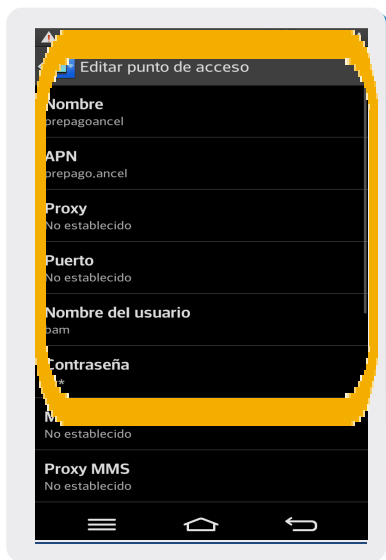 Editar punto de acceso
Nombre
prepagoancel
APN
prepago.ancel
Proxy
No establecido
Puerto
No establecido
Nombre del usuario
pam
Contraseña
No establecido
Proxy MMS
No establecido